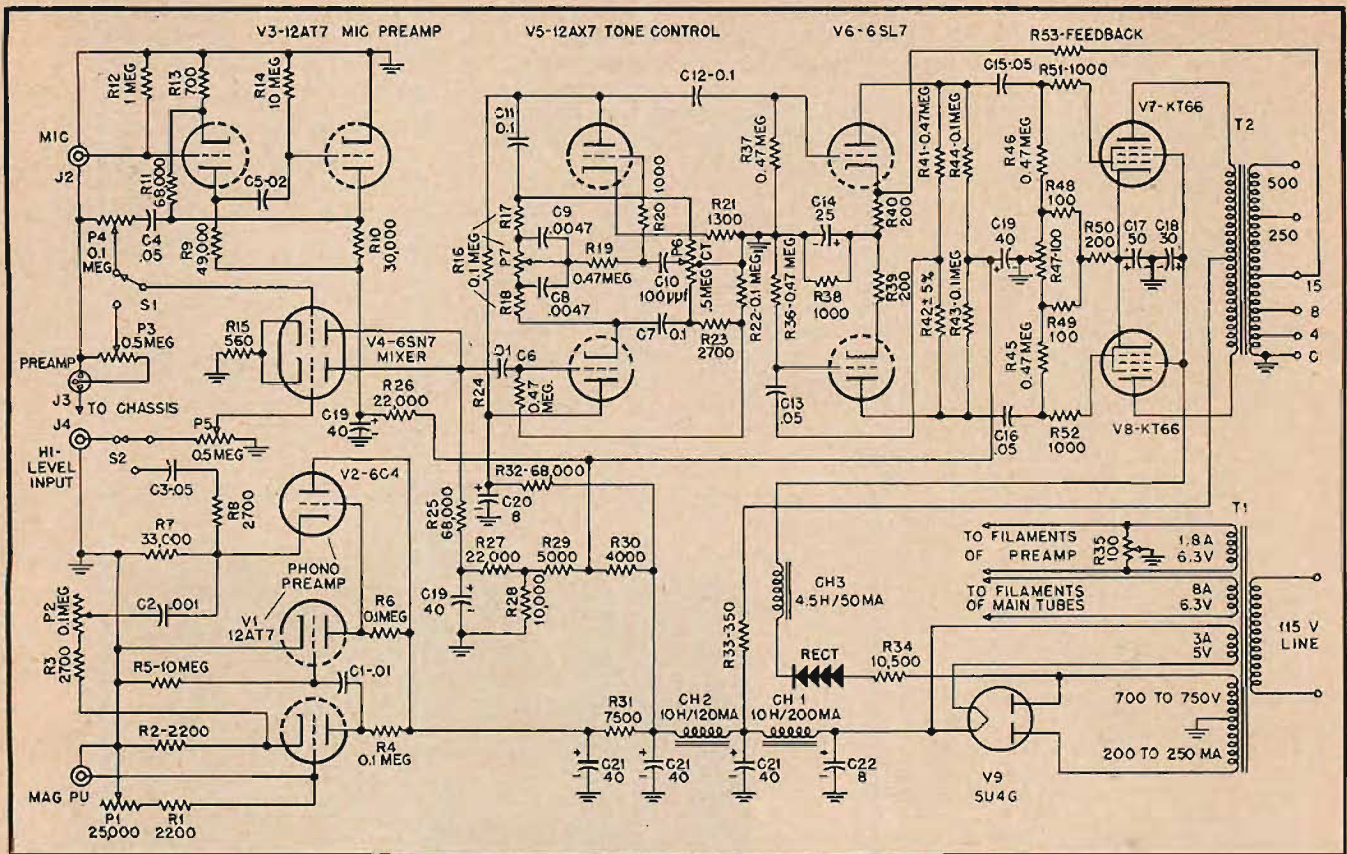 V3-12AT7 MIC PREAMP
V5-12AX7 TONE CONTROL
V6-6SL7
R53-FEEDBACK
R12
1 MEG
R13
700
R14
10 MEG
C12-0.1
C15-.05
R51-1000
V7-KT66
T2
C11
0.1
MIC
J2
R11
68,000
C5-.02
R20 1000
R37
0.47 MEG
R41-0.47MEG
R44-0.1MEG
R46
0.47 MEG
500
250
15
8
4
C
P4
0.1
MEG
C4
.05
R9
49,000
R10
30,000
R16
0.1 MEG
R17
P7
R18
C9
.0047
R19
0.47MEG
C8
.0047
C10
100µµf
P6
.5MEG CT
R21
1300
C14
25
R40
200
R48
100
R50
200
C17
50
C18
30
C19
40
R47-100
S1
P3
0.5MEG
R15
560
V4-6SN7
MIXER
.01
C6
C7
0.1
R23
2700
R22-0.1 MEG
R36-0.47 MEG
R38
1000
R39
200
R42±5%
R43-0.1MEG
R49
100
R45
0.47 MEG
PREAMP
J3
TO CHASSIS
J4
HI-
LEVEL
INPUT
P5
0.5MEG
S2
C3-.05
C19
40
R26
22,000
R24
0.47
MEG.
C13
.05
C16
.05
R52
1000
V8-KT66
V2-6C4
R8
2700
R7
33,000
PHONO
PREAMP
R25
68,000
R32-68,000
C20
8
R27
22,000
R29
5000
R30
4000
R28
10,000
C19
40
T1
TO FILAMENTS
OF PREAMP
R35
100
1.8A
6.3V
TO FILAMENTS
OF MAIN TUBES
8A
6.3V
3A
5V
115 V
LINE
CH3
4.5H/50 MA
P2
0.1MEG
C2-.001
V1
12AT7
R6
0.1MEG
R3
2700
R5-10MEG
C1-.01
R33-350
RECT
R34
10,500
700 TO 750V
200 TO 250 MA
R2-2200
R4
0.1 MEG
R31
7500
CH2
10H/120MA
CH 1
10H/200MA
MAG PU
P1
25,000
R1
2200
C21
40
C21
40
C21
40
C22
8
V9
5U4G